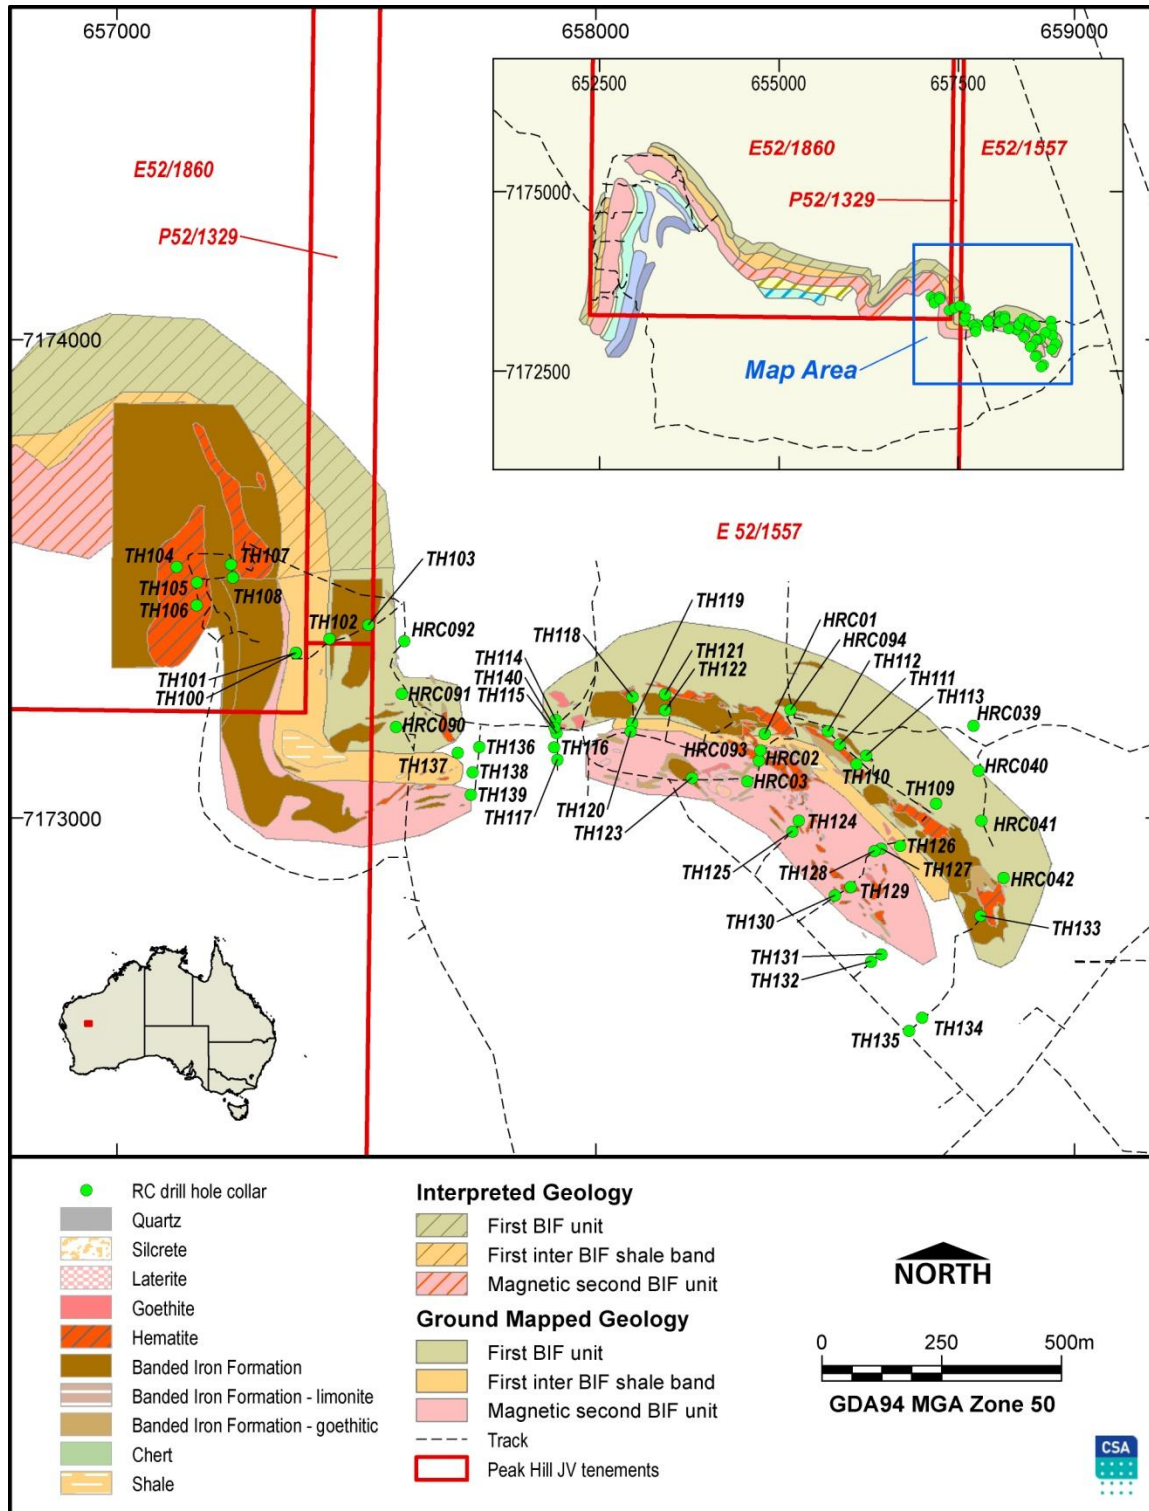 657000
658000
659000
652500
655000
657500
E52/1860
E52/1557
P52/1329
7175000
7172500
Map Area
E52/1860
P52/1329
7174000
7173000
E 52/1557
TH104
TH107
TH105
TH108
TH106
TH103
TH102
TH101
TH100
HRC092
HRC091
HRC090
TH136
TH137
TH138
TH139
TH119
TH118
TH121
TH122
TH114
TH140
TH115
TH116
TH117
TH120
TH123
HRC01
HRC094
TH112
TH111
TH113
HRC039
HRC040
HRC093
HRC02
HRC03
TH110
TH109
HRC041
TH124
TH125
TH126
TH128
TH127
HRC042
TH129
TH130
TH133
TH131
TH132
TH134
TH135
RC drill hole collar
Quartz
Silcrete
Laterite
Goethite
Hematite
Banded Iron Formation
Banded Iron Formation - limonite
Banded Iron Formation - goethitic
Chert
Shale
Interpreted Geology
First BIF unit
First inter BIF shale band
Magnetic second BIF unit
Ground Mapped Geology
First BIF unit
First inter BIF shale band
Magnetic second BIF unit
Track
Peak Hill JV tenements
NORTH
0 250 500m
GDA94 MGA Zone 50
CSA